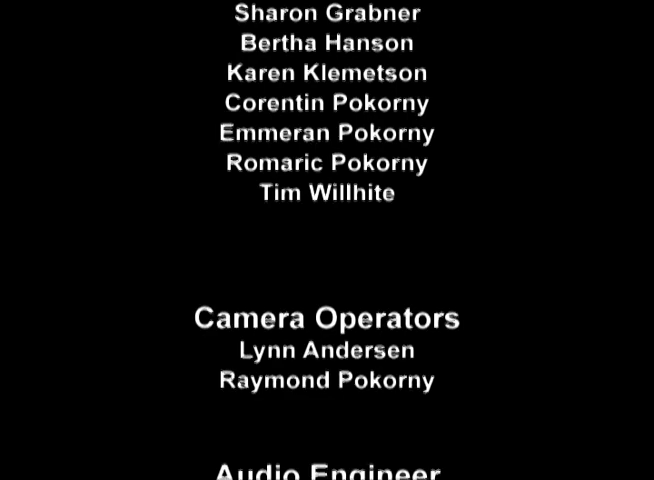 Sharon Grabner
Bertha Hanson
Karen Klemetson
Corentin Pokorny
Emmeran Pokorny
Romaric Pokorny
Tim Willhite
Camera Operators
Lynn Andersen
Raymond Pokorny
Audio Engineer